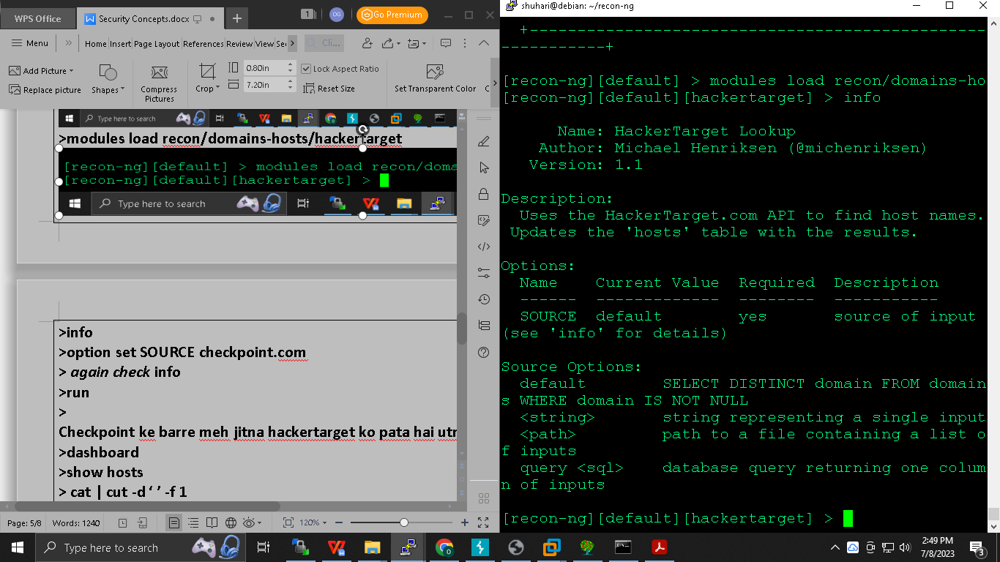 WPS Office
Security Concepts.docx
1
OG
Go Premium
Menu
Home
Insert
Page Layout
References
Review
View
Sec
Cli...
Add Picture
Replace picture
Shapes
Compress
Pictures
Crop
0.80in
7.20in
Lock Aspect Ratio
Reset Size
Set Transparent Color
Type here to search
>modules load recon/domains-hosts/hackertarget
[recon-ng][default] > modules load recon/doma
[recon-ng][default][hackertarget] >
Type here to search
>info
>option set SOURCE checkpoint.com
> again check info
>run
>
Checkpoint ke barre meh jitna hackertarget ko pata hai utr
>dashboard
>show hosts
> cat | cut -d ‘ ’ -f 1
Page: 5/8
Words: 1240
120%
shuhari@debian: ~/recon-ng
+------------------------------------------------
-----------+
[recon-ng][default] > modules load recon/domains-ho
[recon-ng][default][hackertarget] > info
Name: HackerTarget Lookup
Author: Michael Henriksen (@michenriksen)
Version: 1.1
Description:
Uses the HackerTarget.com API to find host names.
Updates the 'hosts' table with the results.
Options:
Name Current Value Required Description
------ ------------- -------- -----------
SOURCE default yes source of input
(see 'info' for details)
Source Options:
default SELECT DISTINCT domain FROM domain
s WHERE domain IS NOT NULL
<string> string representing a single input
<path> path to a file containing a list o
f inputs
query <sql> database query returning one colum
n of inputs
[recon-ng][default][hackertarget] >
Type here to search
2:49 PM
7/8/2023
3